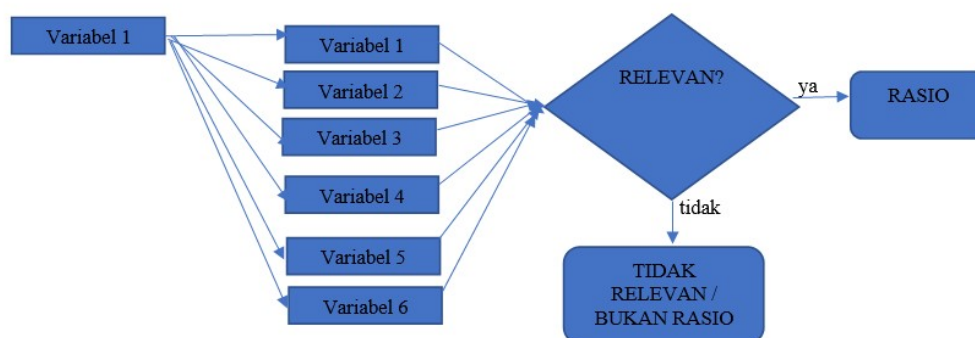 Variabel 1
Variabel 1
Variabel 2
Variabel 3
Variabel 4
Variabel 5
Variabel 6
RELEVAN?
ya
RASIO
tidak
TIDAK
RELEVAN /
BUKAN RASIO